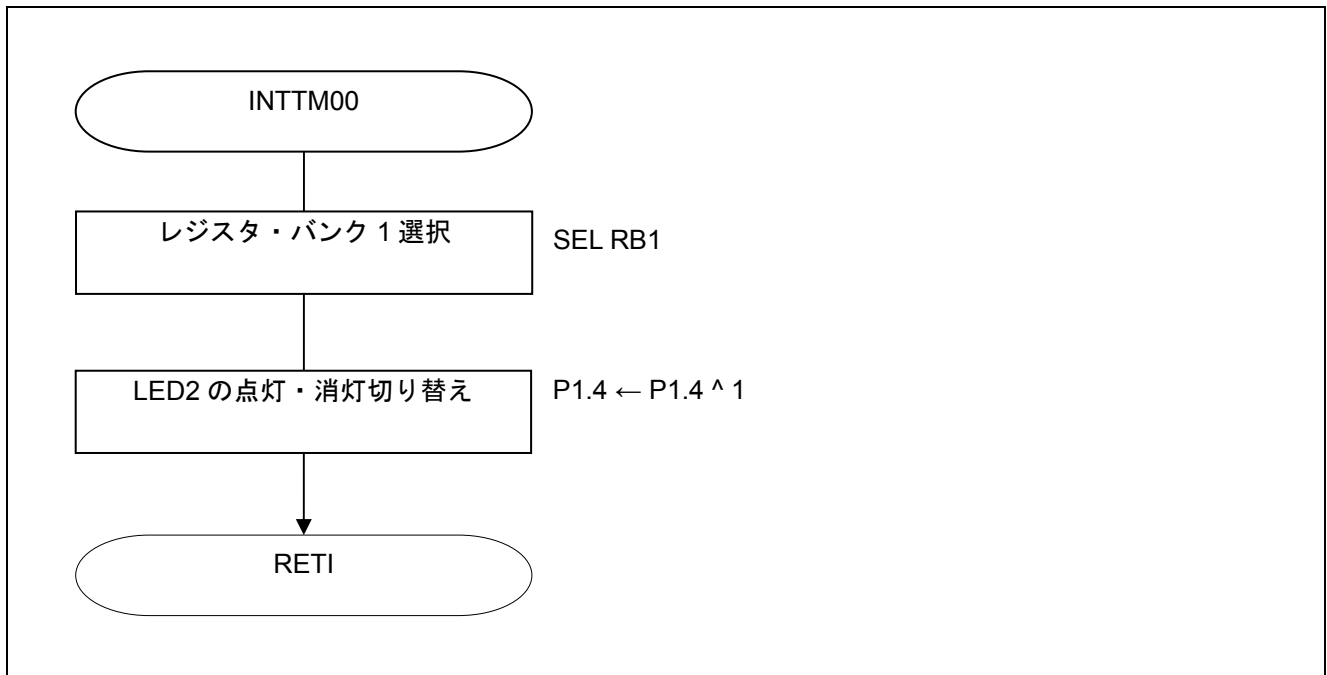 INTTM00
レジスタ・バンク 1 選択
SEL RB1
LED2 の点灯・消灯切り替え
P1.4 ← P1.4 ^ 1
RETI